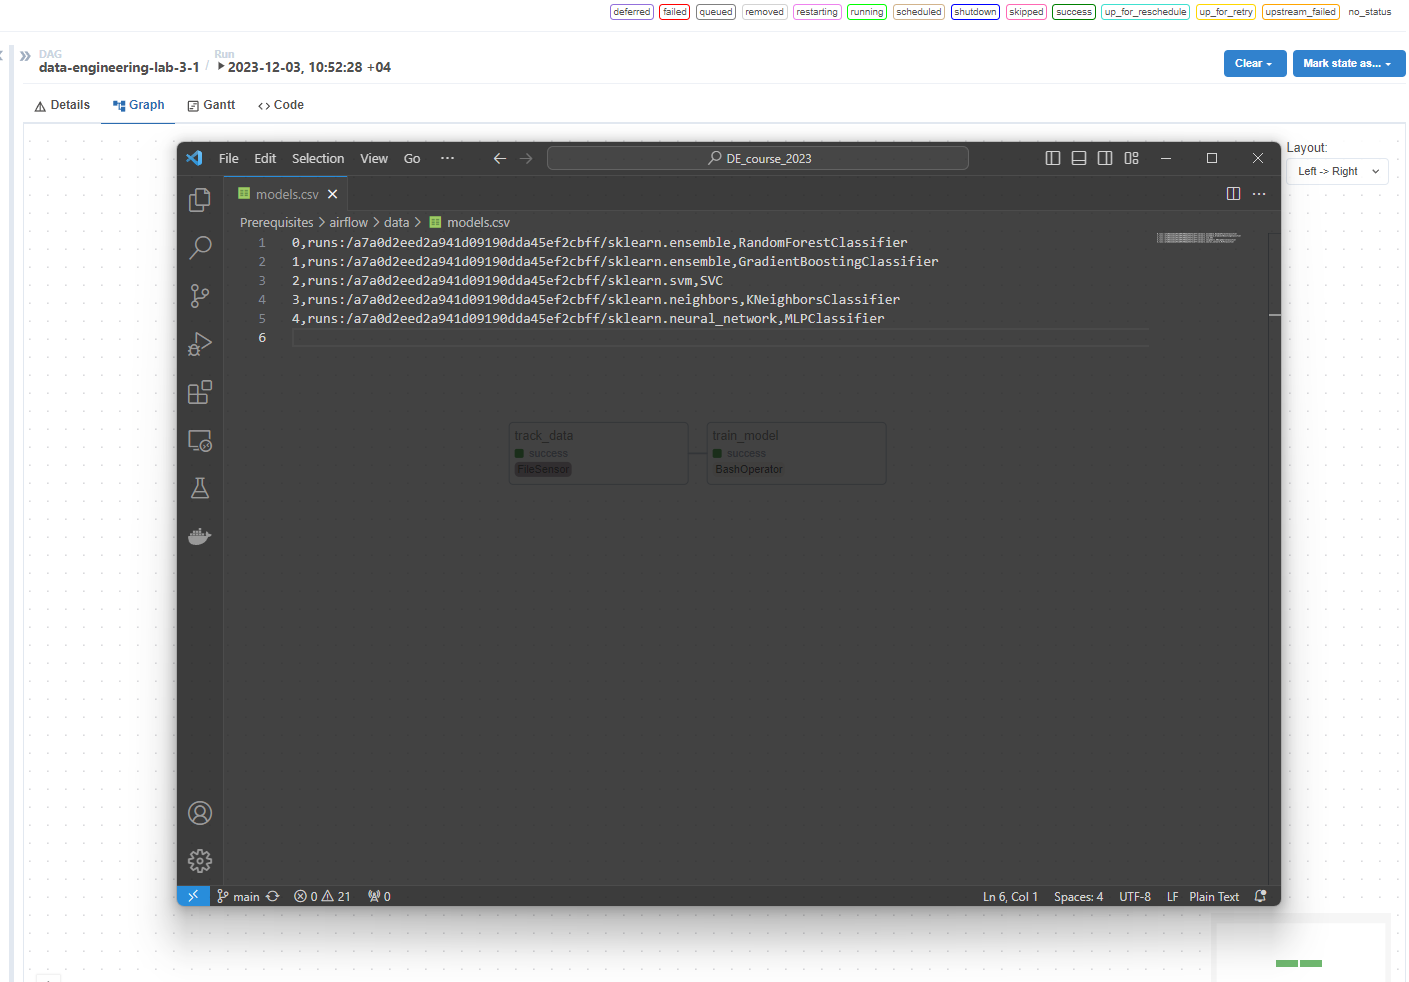 deferred failed queued removed restarting running scheduled shutdown skipped success up_for_reschedule up_for_retry upstream_failed no_status
DAG Run
data-engineering-lab-3-1 / 2023-12-03, 10:52:28 +04
Clear Mark state as...
Details Graph Gantt Code
Layout:
Left -> Right
File Edit Selection View Go ··· DE_course_2023
models.csv
Prerequisites > airflow > data > models.csv
1 0,runs:/a7a0d2eed2a941d09190dda45ef2cbff/sklearn.ensemble,RandomForestClassifier
2 1,runs:/a7a0d2eed2a941d09190dda45ef2cbff/sklearn.ensemble,GradientBoostingClassifier
3 2,runs:/a7a0d2eed2a941d09190dda45ef2cbff/sklearn.svm,SVC
4 3,runs:/a7a0d2eed2a941d09190dda45ef2cbff/sklearn.neighbors,KNeighborsClassifier
5 4,runs:/a7a0d2eed2a941d09190dda45ef2cbff/sklearn.neural_network,MLPClassifier
6
track_data
success
FileSensor
train_model
success
BashOperator
main 0 21 0 Ln 6, Col 1 Spaces: 4 UTF-8 LF Plain Text